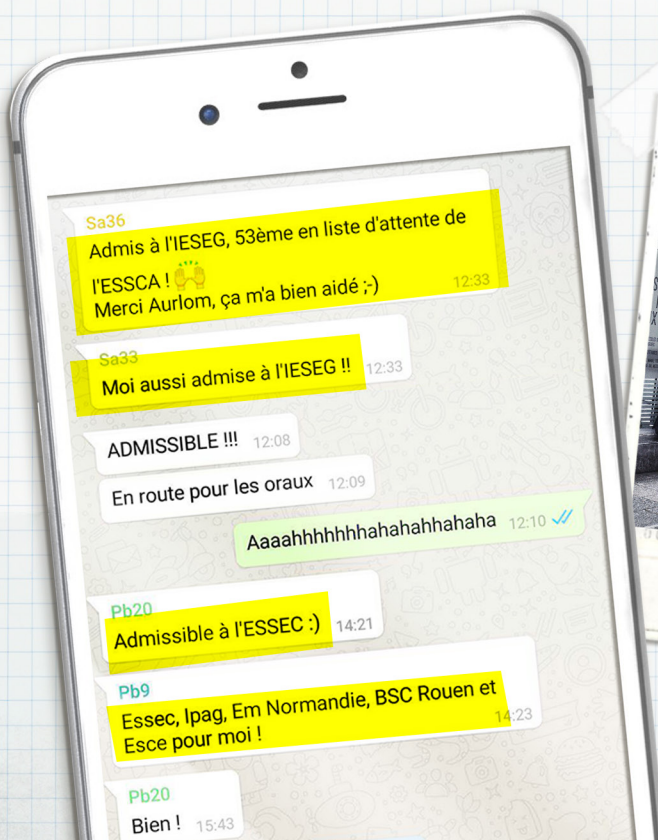 Sa36
Admis à l'IESEG, 53ème en liste d'attente de
l'ESSCA ! 🙌
Merci Aurlom, ça m'a bien aidé ;-) 12:33
Sa33
Moi aussi admise à l'IESEG !! 12:33
ADMISSIBLE !!! 12:08
En route pour les oraux 12:09
Aaaahhhhhhhahahahhahaha 12:10
Pb20
Admissible à l'ESSEC :) 14:21
Pb9
Essec, Ipag, Em Normandie, BSC Rouen et
Esce pour moi ! 14:23
Pb20
Bien ! 15:43